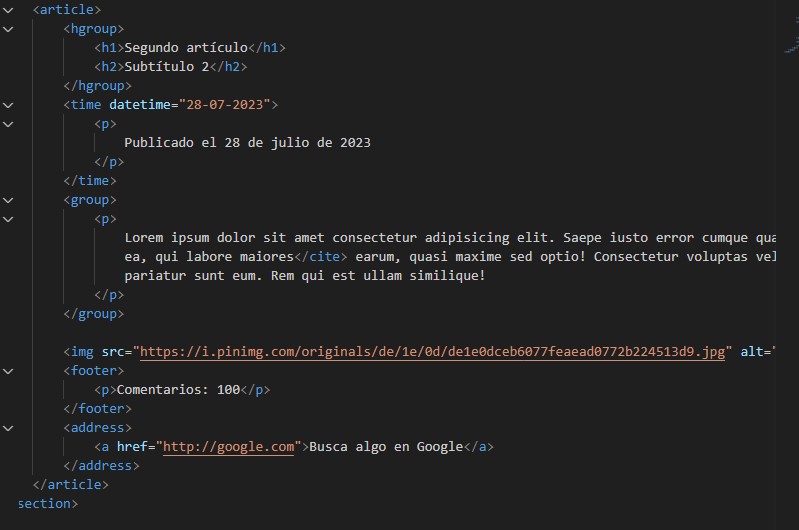 <article>
<hgroup>
<h1>Segundo artículo</h1>
<h2>Subtítulo 2</h2>
</hgroup>
<time datetime="28-07-2023">
<p>
Publicado el 28 de julio de 2023
</p>
</time>
<group>
<p>
Lorem ipsum dolor sit amet consectetur adipisicing elit. Saepe iusto error cumque qua
ea, qui labore maiores</cite> earum, quasi maxime sed optio! Consectetur voluptas vel
pariatur sunt eum. Rem qui est ullam similique!
</p>
</group>
<img src="https://i.pinimg.com/originals/de/1e/0d/de1e0dceb6077feaead0772b224513d9.jpg" alt="
<footer>
<p>Comentarios: 100</p>
</footer>
<address>
<a href="http://google.com">Busca algo en Google</a>
</address>
</article>
section>